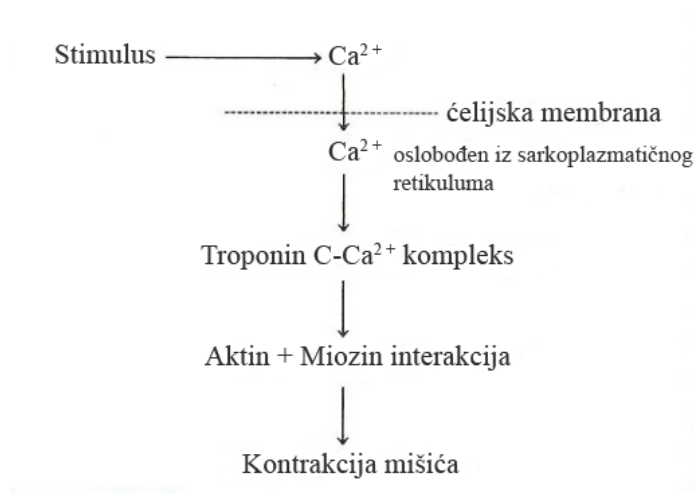 Stimulus Ca²⁺
ćelijska membrana
Ca²⁺ oslobođen iz sarkoplazmatičnog
retikuluma
Troponin C-Ca²⁺ kompleks
Aktin + Miozin interakcija
Kontrakcija mišića